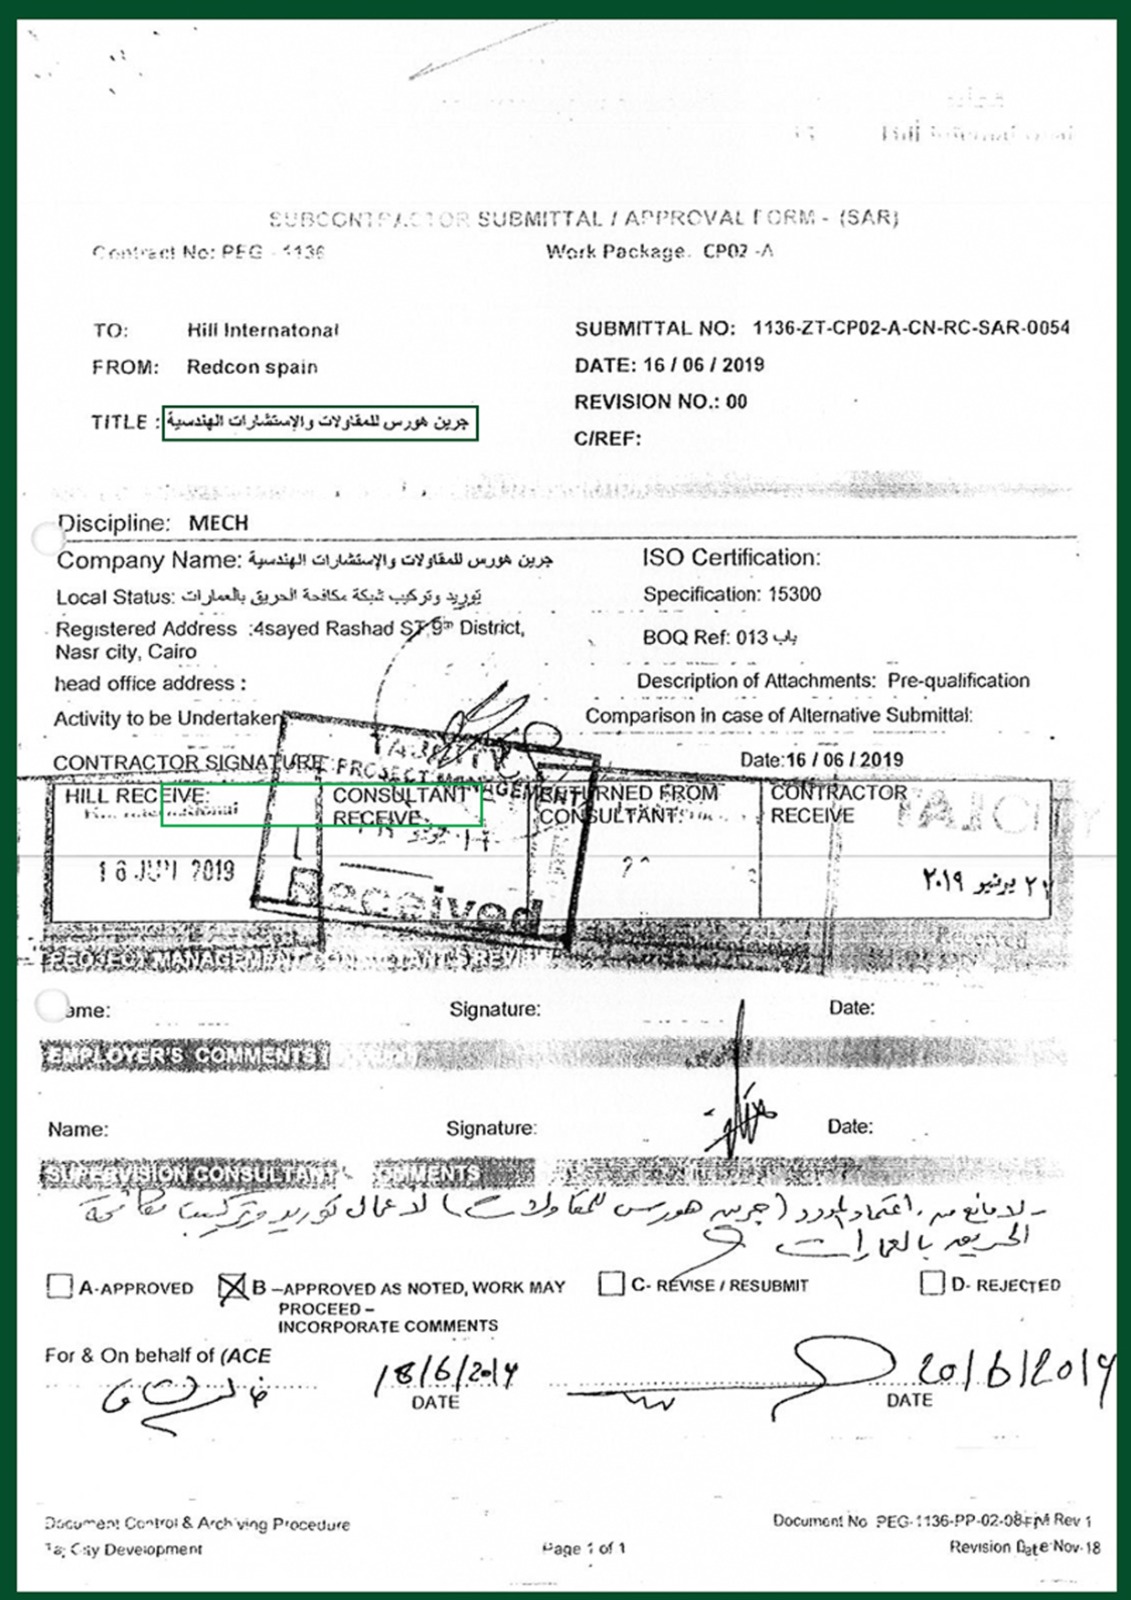 SUBCONTRACTOR SUBMITTAL / APPROVAL FORM - (SAR)
Contract No: PEG - 1136
Work Package. CP02 -A
TO: Hill Internatonal
SUBMITTAL NO: 1136-ZT-CP02-A-CN-RC-SAR-0054
FROM: Redcon spain
DATE: 16 / 06 / 2019
REVISION NO.: 00
TITLE : جرين هورس للمقاولات والإستشارات الهندسية
C/REF:
Discipline: MECH
Company Name: جرين هورس للمقاولات والإستشارات الهندسية
ISO Certification:
Local Status: توريد وتركيب شبكة مكافحة الحريق بالعمارات
Specification: 15300
Registered Address :4sayed Rashad ST,9th District,
Nasr city, Cairo
BOQ Ref: 013 باب
head office address :
Description of Attachments: Pre-qualification
Activity to be Undertaken
Comparison in case of Alternative Submittal:
CONTRACTOR SIGNATURE:
Date:16 / 06 / 2019
TAJ CITY
PROJECT MANAGEMENT
HILL RECEIVE:
CONSULTANT RECEIVE
RETURNED FROM CONSULTANT:
CONTRACTOR RECEIVE
TAJ CITY
Hill International
16 JUN 2019
يونيو ٢٠١٩
Received
Received
PROJECT MANAGEMENT CONSULTANT'S REVIEW
Name: Signature: Date:
EMPLOYER'S COMMENTS
Name: Signature: Date:
SUPERVISION CONSULTANT'S COMMENTS
- لا مانع من اعتماد المورد (جرين هورس للمقاولات) لاعمال توريد وتركيب مكافحة
الحريق بالعمارات
A-APPROVED
B –APPROVED AS NOTED, WORK MAY
PROCEED –
INCORPORATE COMMENTS
C- REVISE / RESUBMIT
D- REJECTED
For & On behalf of (ACE
18/6/2019
20/6/2019
DATE
DATE
Document Control & Archiving Procedure
Document No PEG-1136-PP-02-08-FM Rev 1
Taj City Development
Page 1 of 1
Revision Date Nov-18